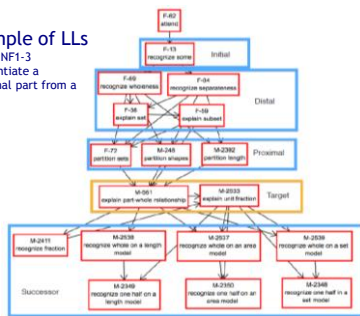 F-82
attend
mple of LLs
NF1-3
ntiate a
nal part from a
F-13
recognize some
Initial
F-69
recognize wholeness
F-84
recognize separateness
Distal
F-36
explain set
F-59
explain subset
F-72
partition sets
M-248
partition shapes
M-2392
partition length
Proximal
M-561
explain part-whole relationship
M-2533
explain unit fraction
Target
M-2411
recognize fraction
M-2538
recognize whole on a length
model
M-2537
recognize whole on an area
model
M-2539
recognize whole on a set
model
M-2349
recognize one half on a
length model
M-2350
recognize one half on an
area model
M-2348
recognize one half in a
set model
Successor